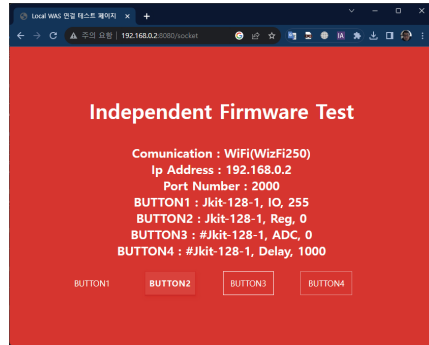 Local WAS 연결 테스트 페이지
주의 요함 | 192.168.0.2:8080/socket
IA
Independent Firmware Test
Comunication : WiFi(WizFi250)
Ip Address : 192.168.0.2
Port Number : 2000
BUTTON1 : Jkit-128-1, IO, 255
BUTTON2 : Jkit-128-1, Reg, 0
BUTTON3 : #Jkit-128-1, ADC, 0
BUTTON4 : #Jkit-128-1, Delay, 1000
BUTTON1 BUTTON2 BUTTON3 BUTTON4